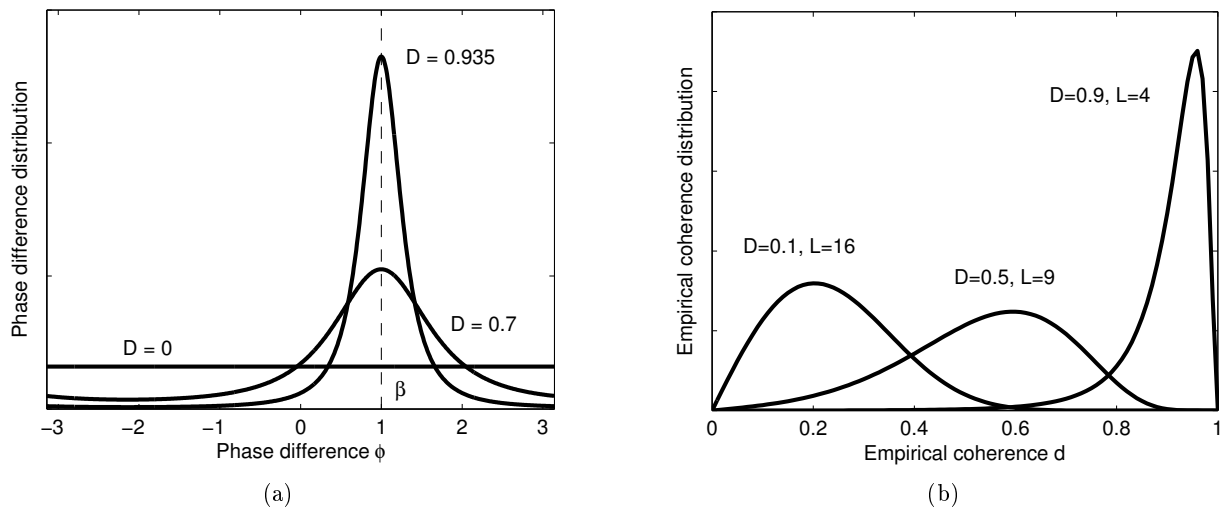 Phase difference distribution
D = 0.935
D = 0.7
D = 0
β
−3 −2 −1 0 1 2 3
Phase difference ϕ
(a)
Empirical coherence distribution
D=0.9, L=4
D=0.1, L=16
D=0.5, L=9
0 0.2 0.4 0.6 0.8 1
Empirical coherence d
(b)